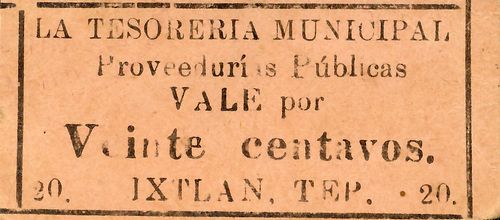 LA TESORERIA MUNICIPAL
Proveedurías Públicas
VALE por
Veinte centavos.
20. IXTLAN, TEP. 20.